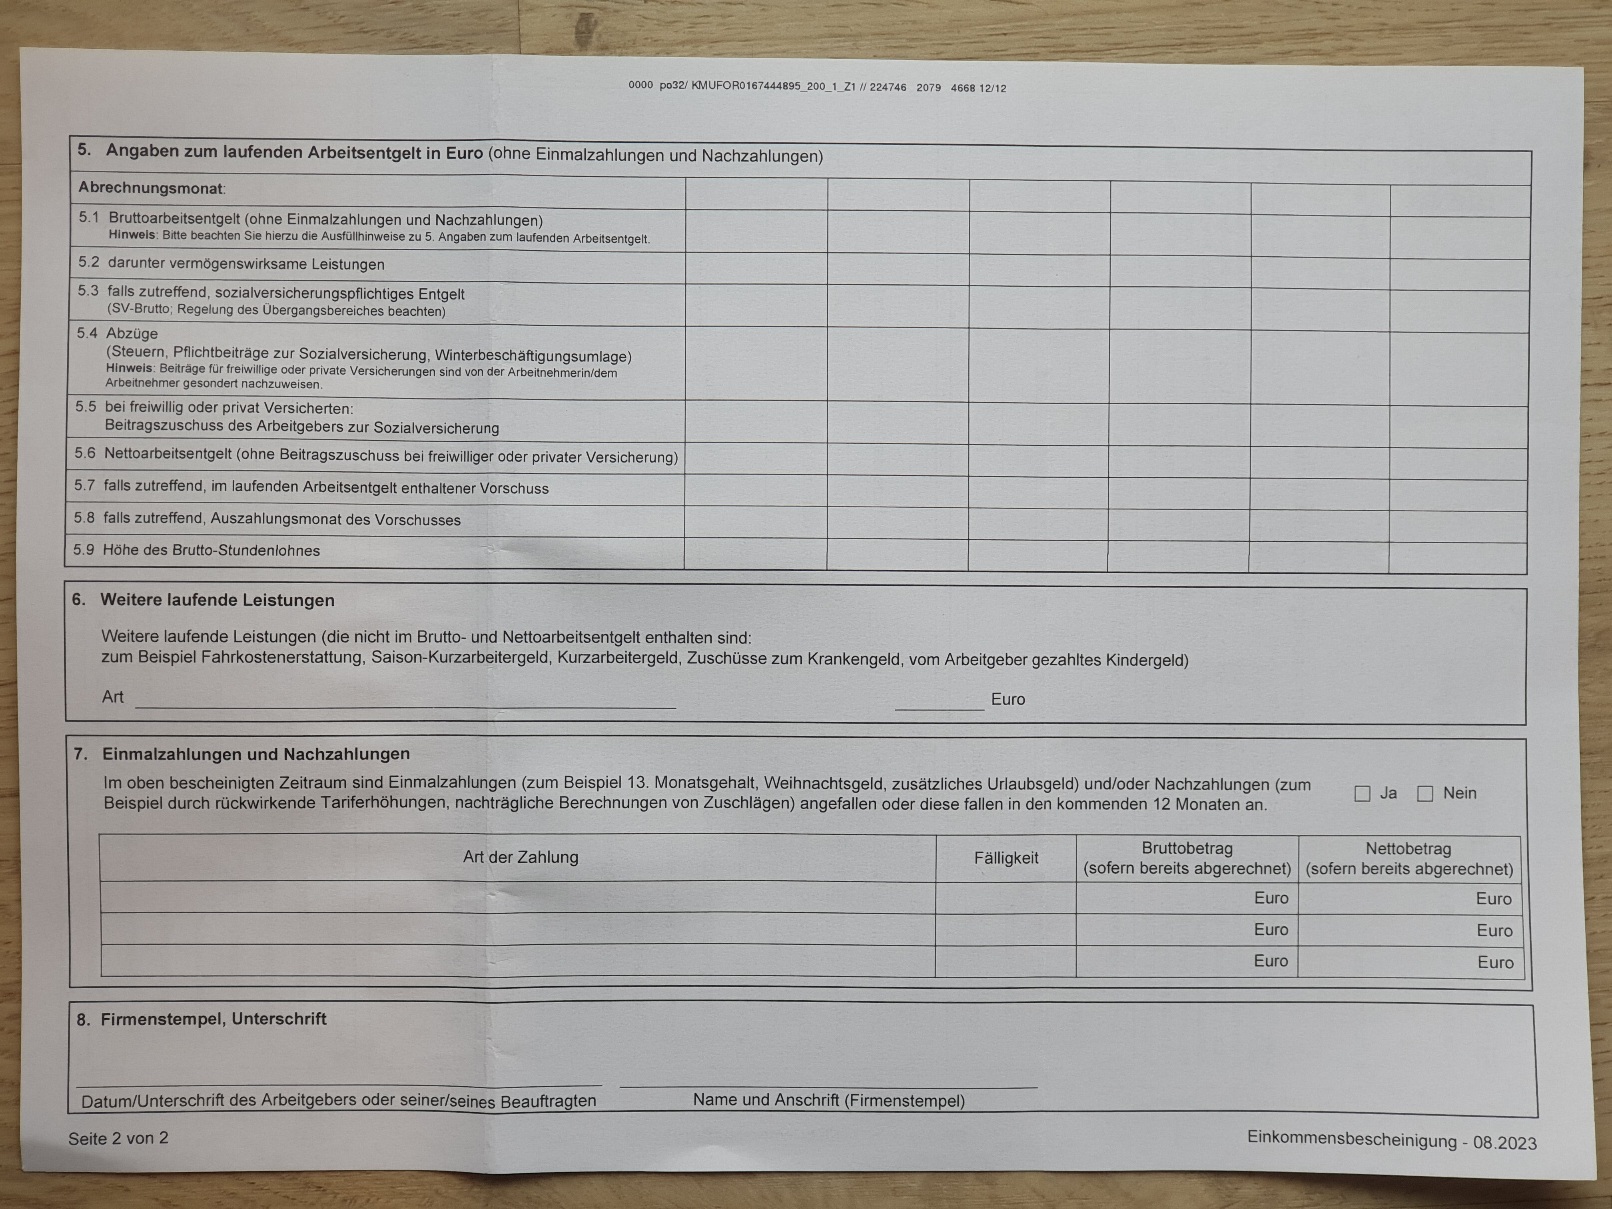 0000 po32/ KMUFOR0167444895_200_1_Z1 // 224746 2079 4668 12/12
5. Angaben zum laufenden Arbeitsentgelt in Euro (ohne Einmalzahlungen und Nachzahlungen)
Abrechnungsmonat:
5.1 Bruttoarbeitsentgelt (ohne Einmalzahlungen und Nachzahlungen)
Hinweis: Bitte beachten Sie hierzu die Ausfüllhinweise zu 5. Angaben zum laufenden Arbeitsentgelt.
5.2 darunter vermögenswirksame Leistungen
5.3 falls zutreffend, sozialversicherungspflichtiges Entgelt
(SV-Brutto; Regelung des Übergangsbereiches beachten)
5.4 Abzüge
(Steuern, Pflichtbeiträge zur Sozialversicherung, Winterbeschäftigungsumlage)
Hinweis: Beiträge für freiwillige oder private Versicherungen sind von der Arbeitnehmerin/dem
Arbeitnehmer gesondert nachzuweisen.
5.5 bei freiwillig oder privat Versicherten:
Beitragszuschuss des Arbeitgebers zur Sozialversicherung
5.6 Nettoarbeitsentgelt (ohne Beitragszuschuss bei freiwilliger oder privater Versicherung)
5.7 falls zutreffend, im laufenden Arbeitsentgelt enthaltener Vorschuss
5.8 falls zutreffend, Auszahlungsmonat des Vorschusses
5.9 Höhe des Brutto-Stundenlohnes
6. Weitere laufende Leistungen
Weitere laufende Leistungen (die nicht im Brutto- und Nettoarbeitsentgelt enthalten sind:
zum Beispiel Fahrkostenerstattung, Saison-Kurzarbeitergeld, Kurzarbeitergeld, Zuschüsse zum Krankengeld, vom Arbeitgeber gezahltes Kindergeld)
Art Euro
7. Einmalzahlungen und Nachzahlungen
Im oben bescheinigten Zeitraum sind Einmalzahlungen (zum Beispiel 13. Monatsgehalt, Weihnachtsgeld, zusätzliches Urlaubsgeld) und/oder Nachzahlungen (zum
Beispiel durch rückwirkende Tariferhöhungen, nachträgliche Berechnungen von Zuschlägen) angefallen oder diese fallen in den kommenden 12 Monaten an.
Ja Nein
Art der Zahlung Fälligkeit Bruttobetrag Nettobetrag
(sofern bereits abgerechnet) (sofern bereits abgerechnet)
Euro Euro
Euro Euro
Euro Euro
8. Firmenstempel, Unterschrift
Datum/Unterschrift des Arbeitgebers oder seiner/seines Beauftragten Name und Anschrift (Firmenstempel)
Seite 2 von 2 Einkommensbescheinigung - 08.2023